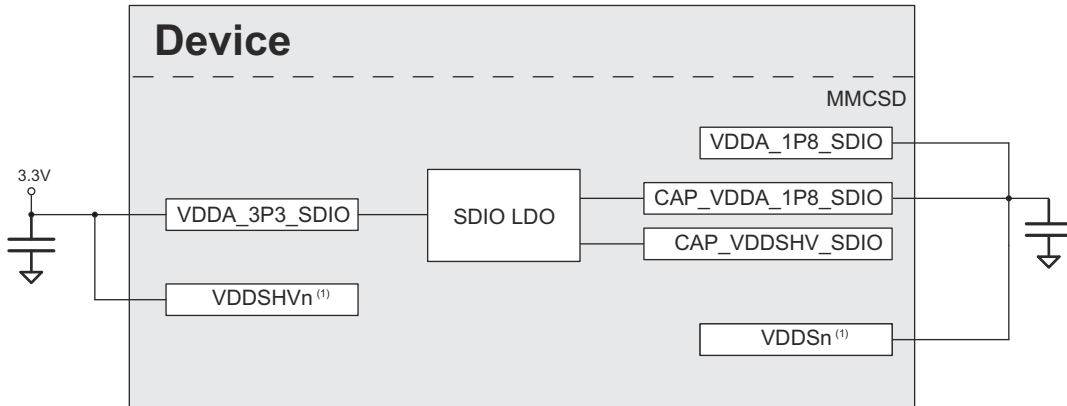 Device
MMCSD
VDDA_1P8_SDIO
3.3V
VDDA_3P3_SDIO
SDIO LDO
CAP_VDDA_1P8_SDIO
CAP_VDDSHV_SDIO
VDDSHVn (1)
VDDSn (1)